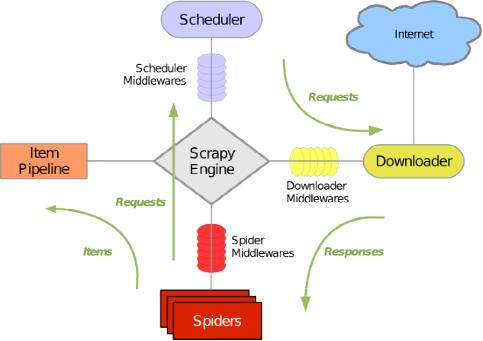 Scheduler
Internet
Scheduler
Middlewares
Requests
Item
Pipeline
Scrapy
Engine
Downloader
Downloader
Middlewares
Requests
Spider
Middlewares
Items
Responses
Spiders